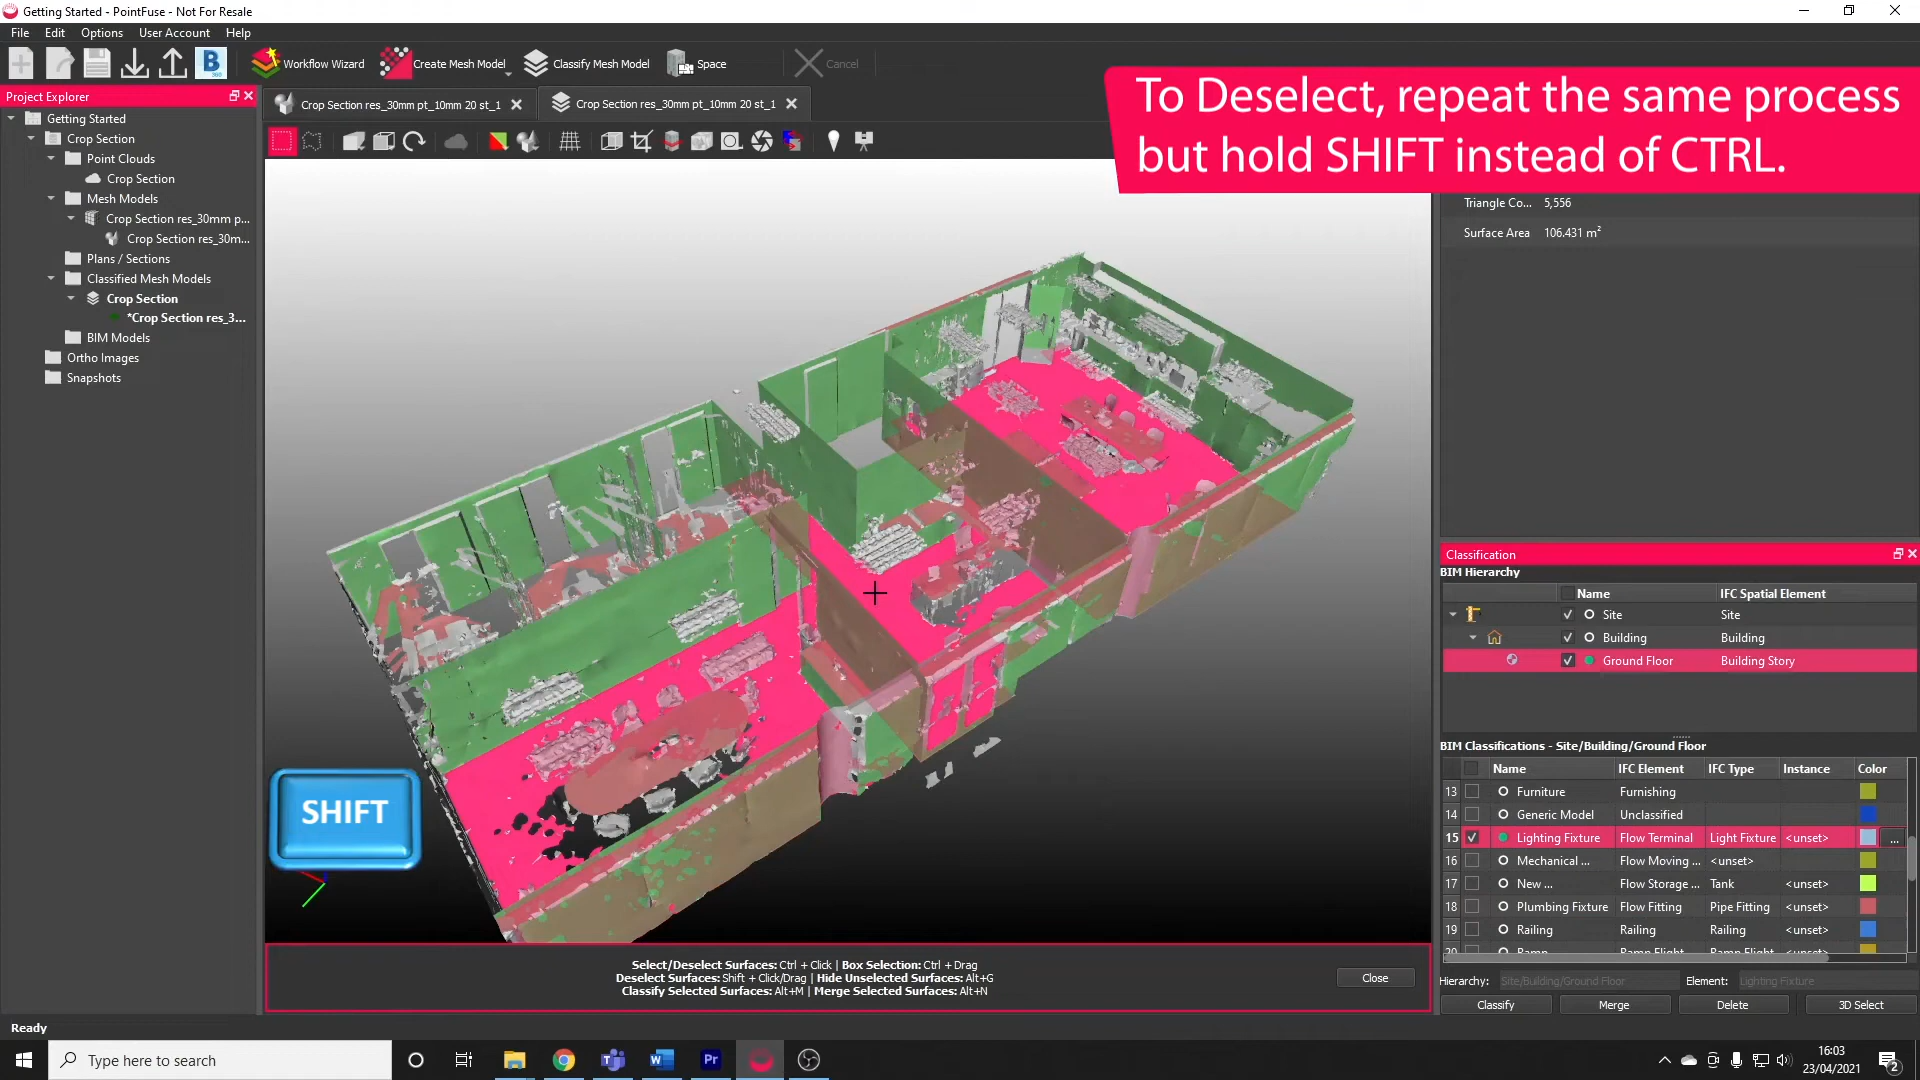 Getting Started - PointFuse - Not For Resale
File Edit Options User Account Help
Workflow Wizard Create Mesh Model Classify Mesh Model Space Cancel
To Deselect, repeat the same process
but hold SHIFT instead of CTRL.
Project Explorer
Crop Section res_30mm pt_10mm 20 st_1
Crop Section res_30mm pt_10mm 20 st_1
Getting Started
Crop Section
Point Clouds
Crop Section
Mesh Models
Crop Section res_30mm p...
Crop Section res_30m...
Plans / Sections
Classified Mesh Models
Crop Section
*Crop Section res_3...
BIM Models
Ortho Images
Snapshots
Triangle Co... 5,556
Surface Area 106.431 m²
SHIFT
Select/Deselect Surfaces: Ctrl + Click | Box Selection: Ctrl + Drag
Deselect Surfaces: Shift + Click/Drag | Hide Unselected Surfaces: Alt+G
Classify Selected Surfaces: Alt+M | Merge Selected Surfaces: Alt+N
Close
Classification
BIM Hierarchy
Name IFC Spatial Element
Site Site
Building Building
Ground Floor Building Story
BIM Classifications - Site/Building/Ground Floor
Name IFC Element IFC Type Instance Color
13 Furniture Furnishing
14 Generic Model Unclassified
15 Lighting Fixture Flow Terminal Light Fixture <unset> ...
16 Mechanical ... Flow Moving ... <unset>
17 New ... Flow Storage ... Tank <unset>
18 Plumbing Fixture Flow Fitting Pipe Fitting <unset>
19 Railing Railing Railing <unset>
20 Ramp Ramp Flight Ramp Flight <unset>
Hierarchy: Site/Building/Ground Floor Element: Lighting Fixture
Classify Merge Delete 3D Select
Ready
Type here to search
16:03
23/04/2021
2